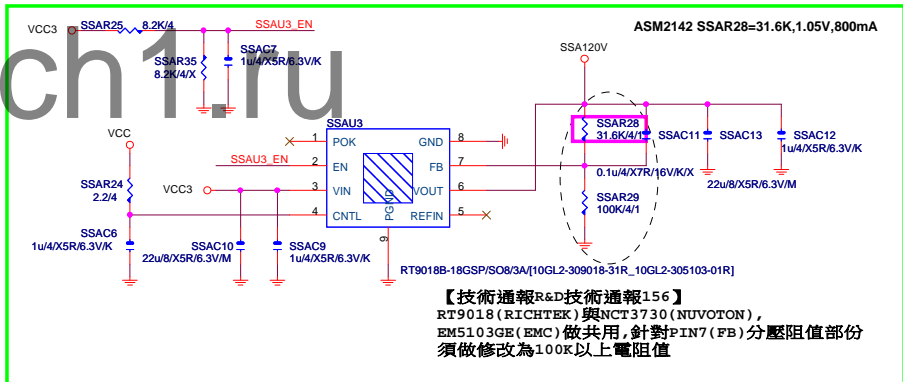 ASM2142 SSAR28=31.6K,1.05V,800mA
VCC3
SSAR25
8.2K/4
SSAU3_EN
SSAR35
8.2K/4/X
SSAC7
1u/4/X5R/6.3V/K
ch1.ru
SSA120V
VCC
SSAR24
2.2/4
SSAU3_EN
VCC3
SSAU3
1 POK
2 EN
3 VIN
4 CNTL
GND 8
FB 7
VOUT 6
REFIN 5
PGND
9
SSAR28
31.6K/4/1
SSAC11
0.1u/4/X7R/16V/K/X
SSAC13
22u/8/X5R/6.3V/M
SSAC12
1u/4/X5R/6.3V/K
SSAR29
100K/4/1
SSAC6
1u/4/X5R/6.3V/K
SSAC10
22u/8/X5R/6.3V/M
SSAC9
1u/4/X5R/6.3V/K
RT9018B-18GSP/SO8/3A/[10GL2-309018-31R_10GL2-305103-01R]
【技術通報R&D技術通報156】
RT9018(RICHTEK)與NCT3730(NUVOTON),
EM5103GE(EMC)做共用,針對PIN7(FB)分壓阻值部份
須做修改為100K以上電阻值